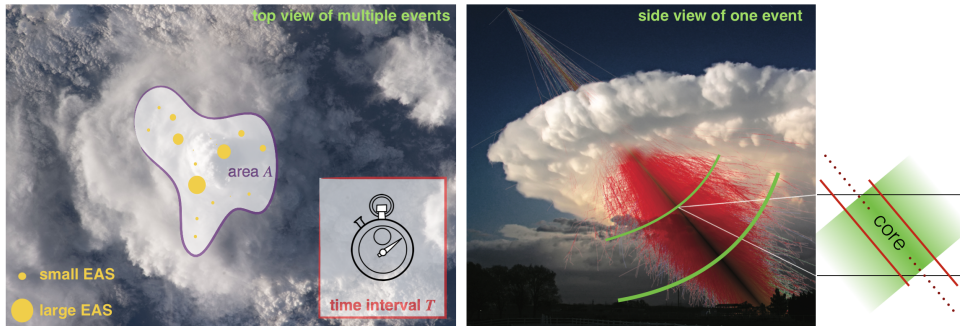 top view of multiple events
area A
small EAS
large EAS
time interval T
side view of one event
core